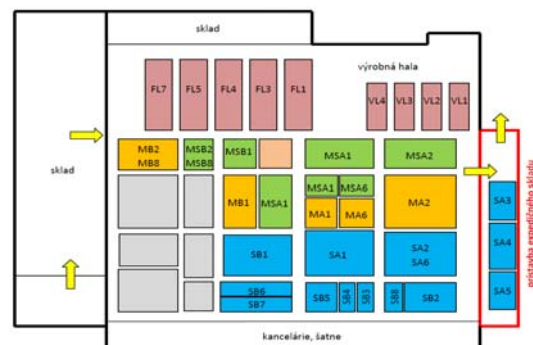 sklad
výrobná hala
FL7 FL5 FL4 FL3 FL1
VL4 VL3 VL2 VL1
MB2 MSB2 MSB1 MSA1 MSA2
MB8 MSB8
sklad
MB1 MSA1 MSA1 MSA6 MA2
MA1 MA6
SA3
SB1 SA1 SA2
SA6
SA4
SB6 SB5 SB4 SB3 SB8 SB2
SB7
SA5
prístavba expedičného skladu
kancelárie, šatne